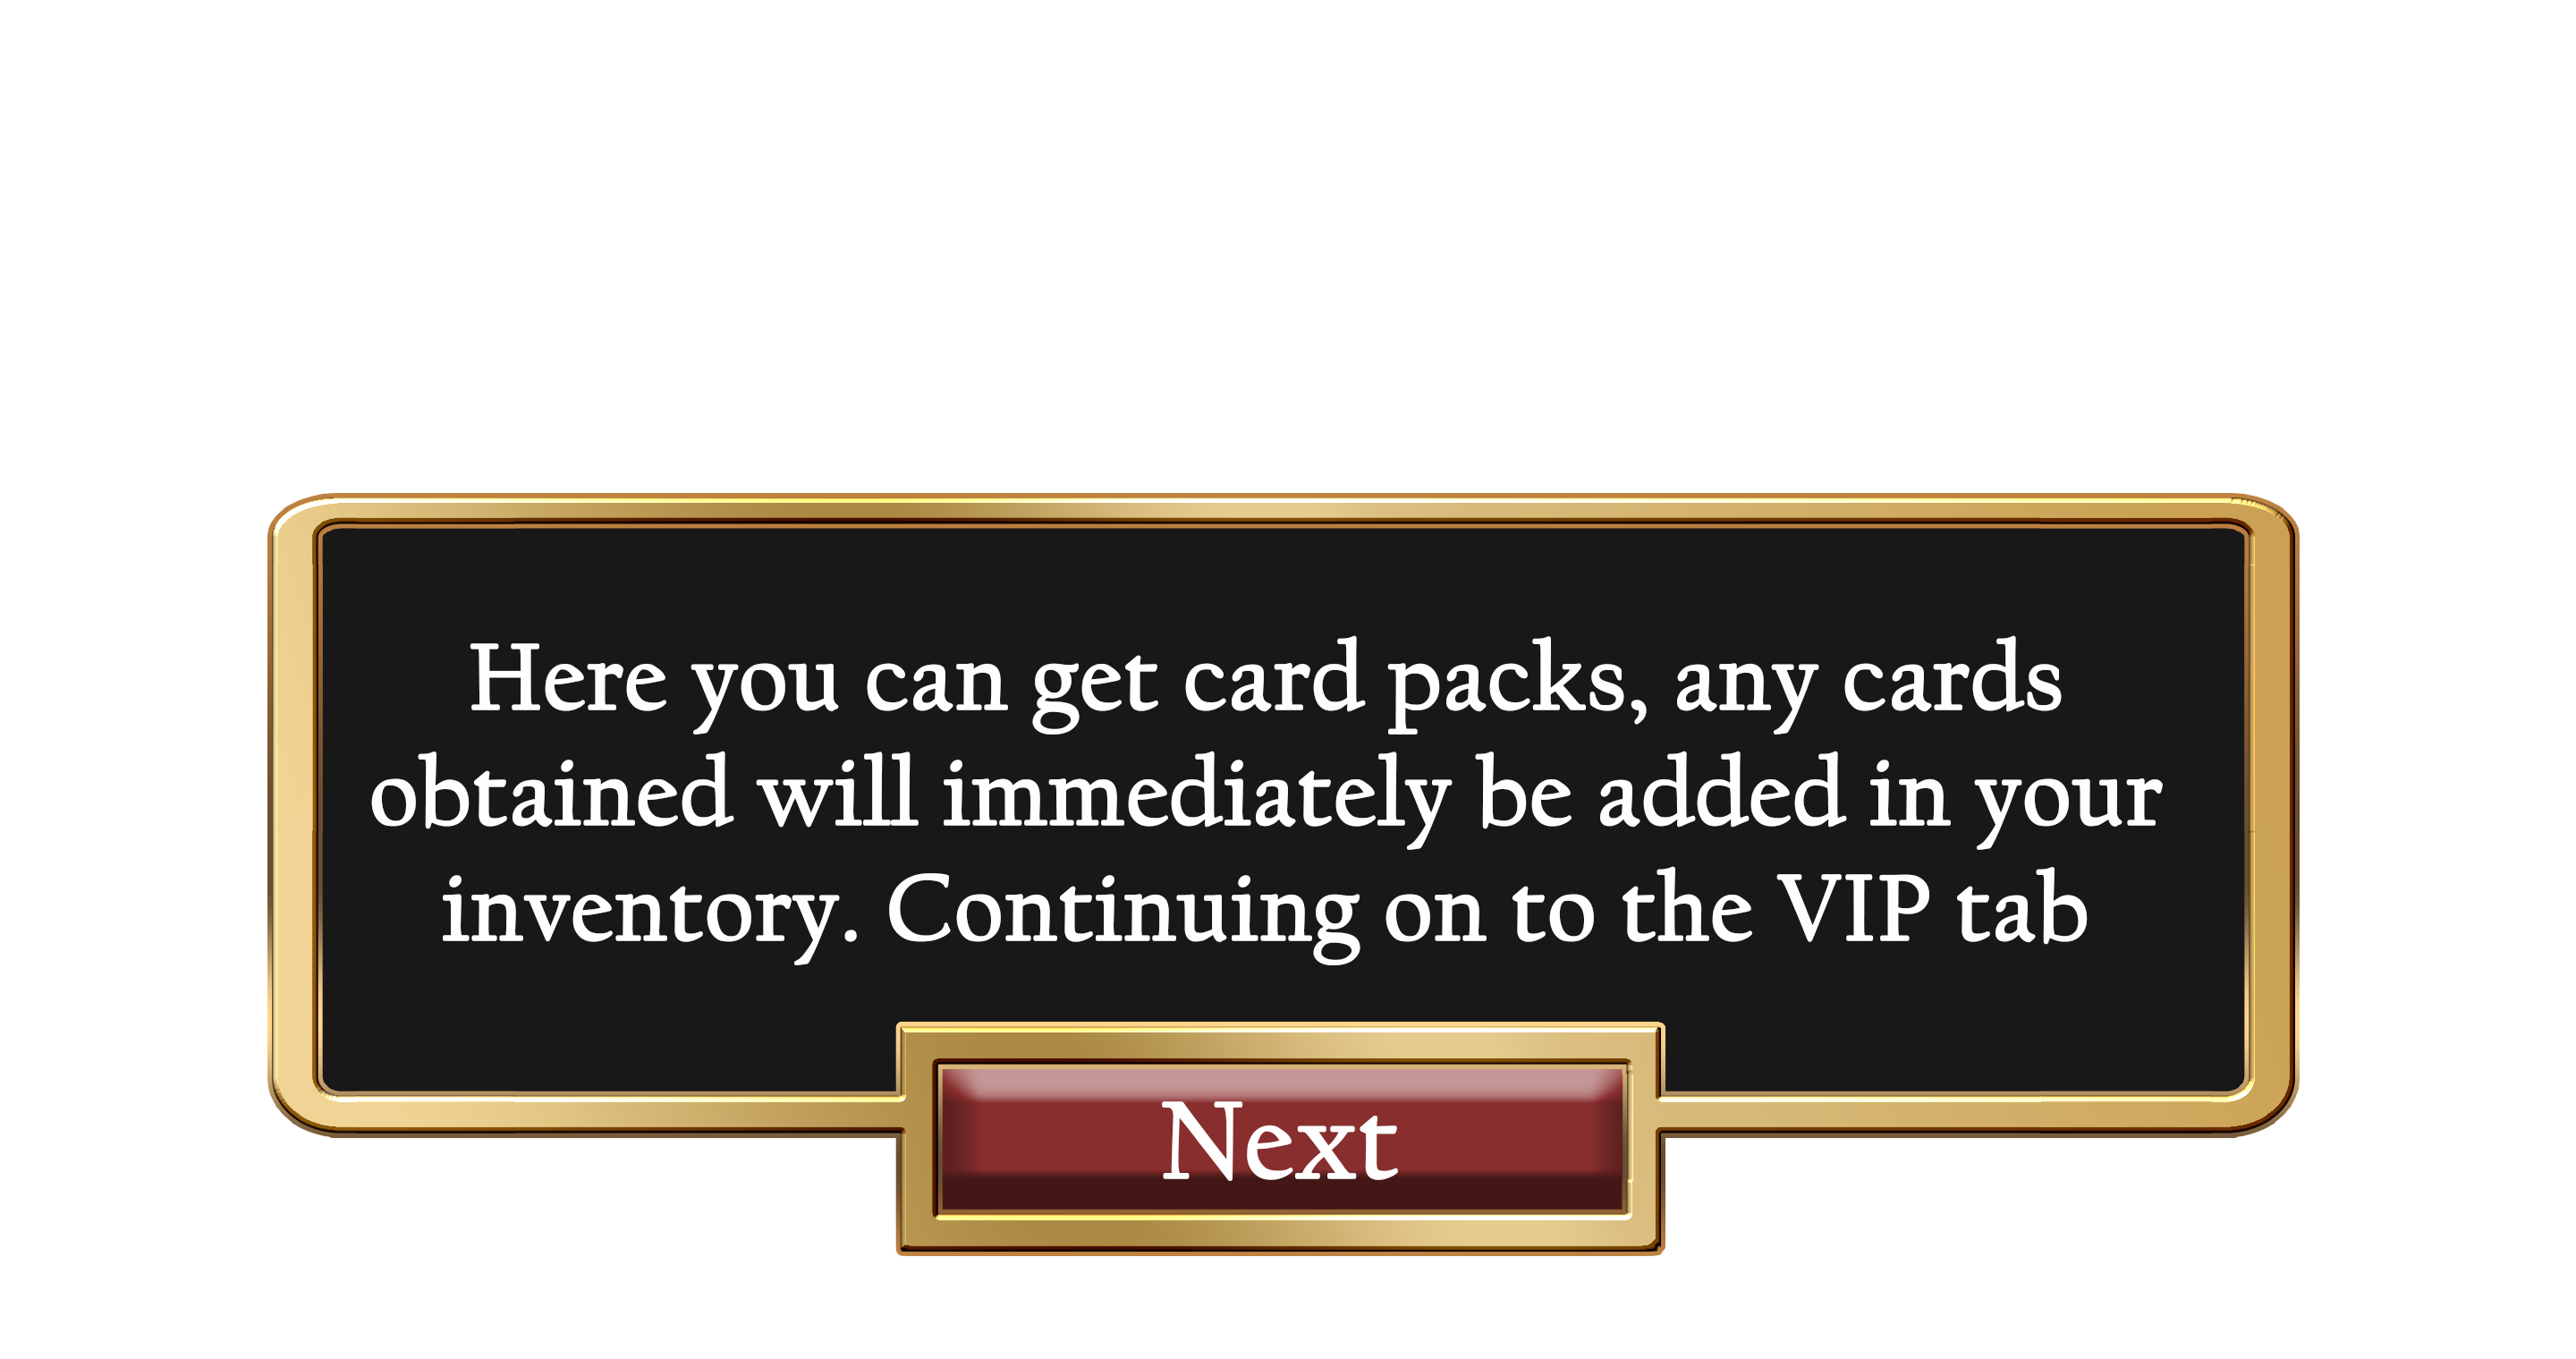 Here you can get card packs, any cards
obtained will immediately be added in your
inventory. Continuing on to the VIP tab
Next